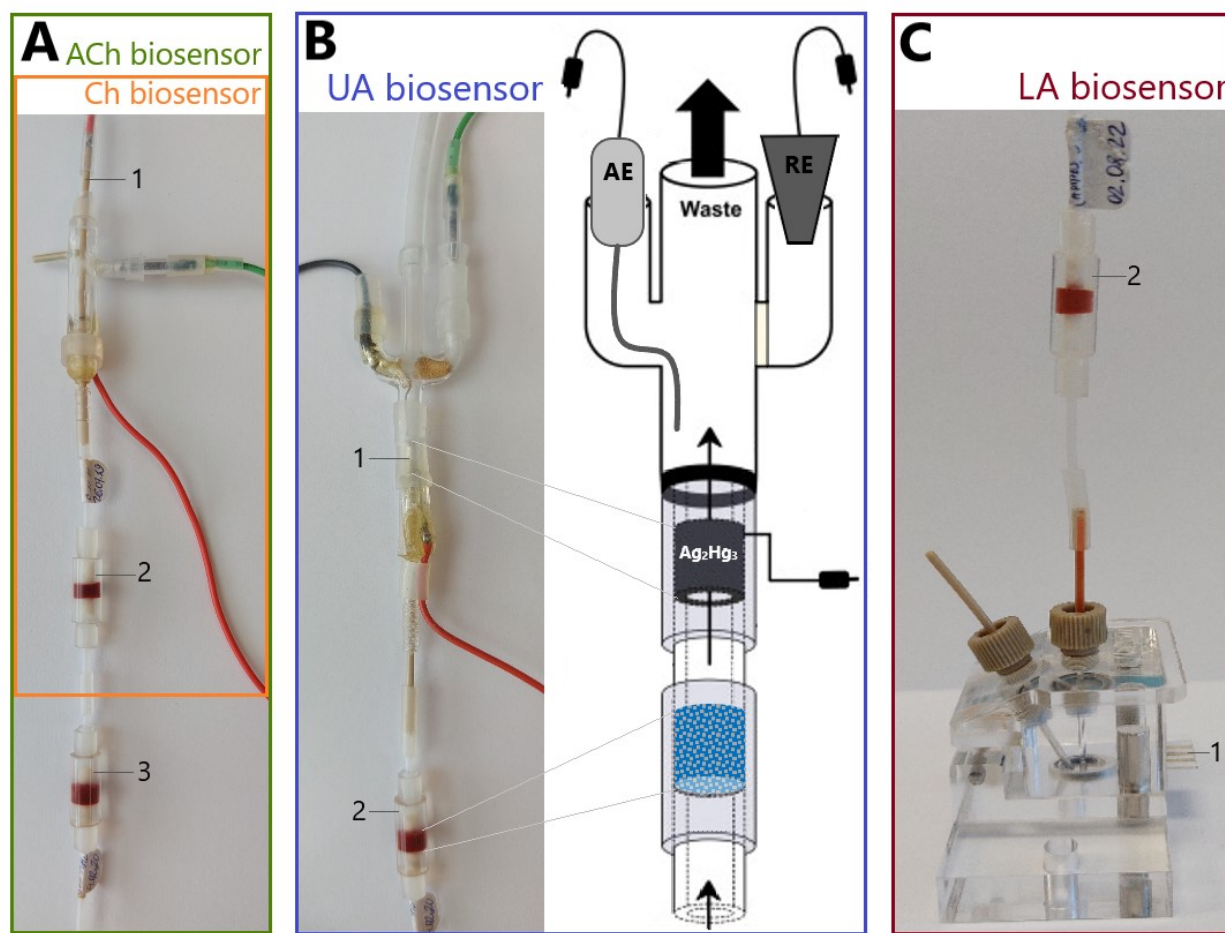 A
ACh biosensor
Ch biosensor
1
2
3
B
UA biosensor
1
2
AE
RE
Waste
Ag₂Hg₃
C
LA biosensor
02.08.22
2
1